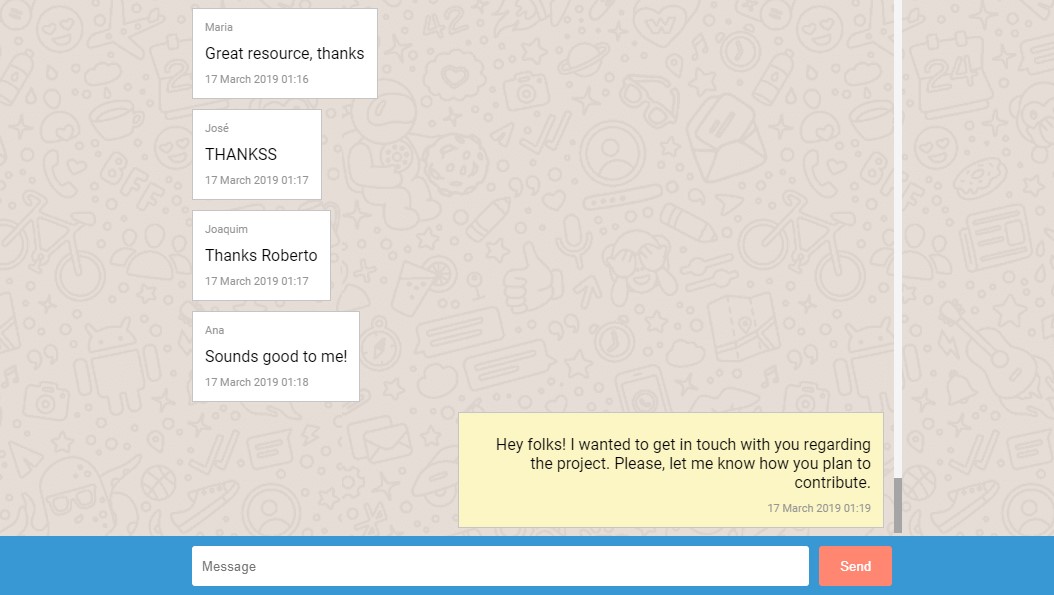 Maria
Great resource, thanks
17 March 2019 01:16
José
THANKSS
17 March 2019 01:17
Joaquim
Thanks Roberto
17 March 2019 01:17
Ana
Sounds good to me!
17 March 2019 01:18
Hey folks! I wanted to get in touch with you regarding
the project. Please, let me know how you plan to
contribute.
17 March 2019 01:19
Message
Send